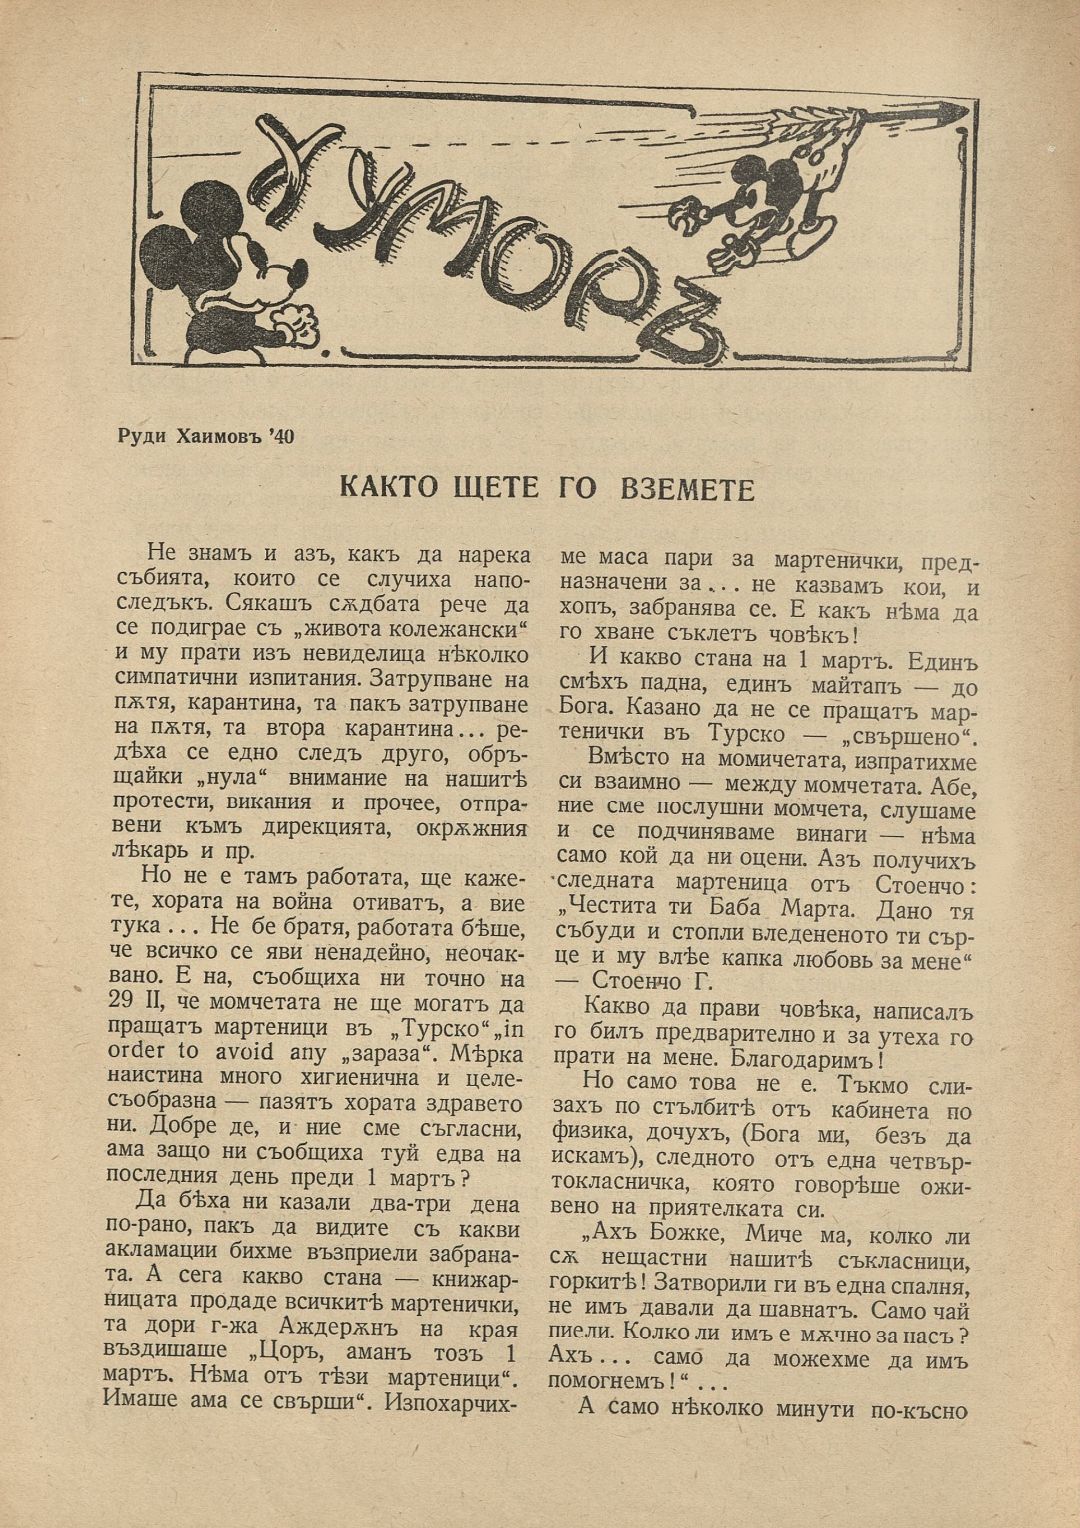 Хуморъ
Руди Хаимовъ '40
КАКТО ЩЕТЕ ГО ВЗЕМЕТЕ
Не знамъ и азъ, какъ да нарека
събията, които се случиха напо-
следъкъ. Сякашъ сѫдбата рече да
се подиграе съ „живота колежански“
и му прати изъ невиделица нѣколко
симпатични изпитания. Затрупване на
пѫтя, карантина, та пакъ затрупване
на пѫтя, та втора карантина... ре-
дѣха се едно следъ друго, обръ-
щайки „нула“ внимание на нашитѣ
протести, викания и прочее, отпра-
вени къмъ дирекцията, окрѫжния
лѣкарь и пр.
Но не е тамъ работата, ще каже-
те, хората на война отиватъ, а вие
тука... Не бе братя, работата бѣше,
че всичко се яви ненадейно, неочак-
вано. Е на, съобщиха ни точно на
29 II, че момчетата не ще могатъ да
пращатъ мартеници въ „Турско“ „in
order to avoid any „зараза“. Мѣрка
наистина много хигиенична и целе-
съобразна — пазятъ хората здравето
ни. Добре де, и ние сме съгласни,
ама защо ни съобщиха туй едва на
последния день преди 1 мартъ?
Да бѣха ни казали два-три дена
по-рано, пакъ да видите съ какви
акламации бихме възприели забрана-
та. А сега какво стана — книжар-
ницата продаде всичкитѣ мартенички,
та дори г-жа Аждерѫнъ на края
въздишаше „Цоръ, аманъ тозъ 1
мартъ. Нѣма отъ тѣзи мартеници“.
Имаше ама се свърши“. Изпохарчих-
ме маса пари за мартенички, пред-
назначени за... не казвамъ кои, и
хопъ, забранява се. Е какъ нѣма да
го хване съклетъ човѣкъ!
И какво стана на 1 мартъ. Единъ
смѣхъ падна, единъ майтапъ — до
Бога. Казано да не се пращатъ мар-
тенички въ Турско — „свършено“.
Вмѣсто на момичетата, изпратихме
си взаимно — между момчетата. Абе,
ние сме послушни момчета, слушаме
и се подчиняваме винаги — нѣма
само кой да ни оцени. Азъ получихъ
следната мартеница отъ Стоенчо:
„Честита ти Баба Марта. Дано тя
събуди и стопли вледененото ти сър-
це и му влѣе капка любовь за мене“
— Стоенчо Г.
Какво да прави човѣка, написалъ
го билъ предварително и за утеха го
прати на мене. Благодаримъ!
Но само това не е. Тъкмо сли-
захъ по стълбитѣ отъ кабинета по
физика, дочухъ, (Бога ми, безъ да
искамъ), следното отъ една четвър-
токласничка, която говорѣше ожи-
вено на приятелката си.
„Ахъ Божке, Миче ма, колко ли
сѫ нещастни нашитѣ съкласници,
горкитѣ! Затворили ги въ една спалня,
не имъ давали да шавнатъ. Само чай
пиели. Колко ли имъ е мѫчно за насъ?
Ахъ... само да можехме да имъ
помогнемъ!“...
А само нѣколко минути по-късно